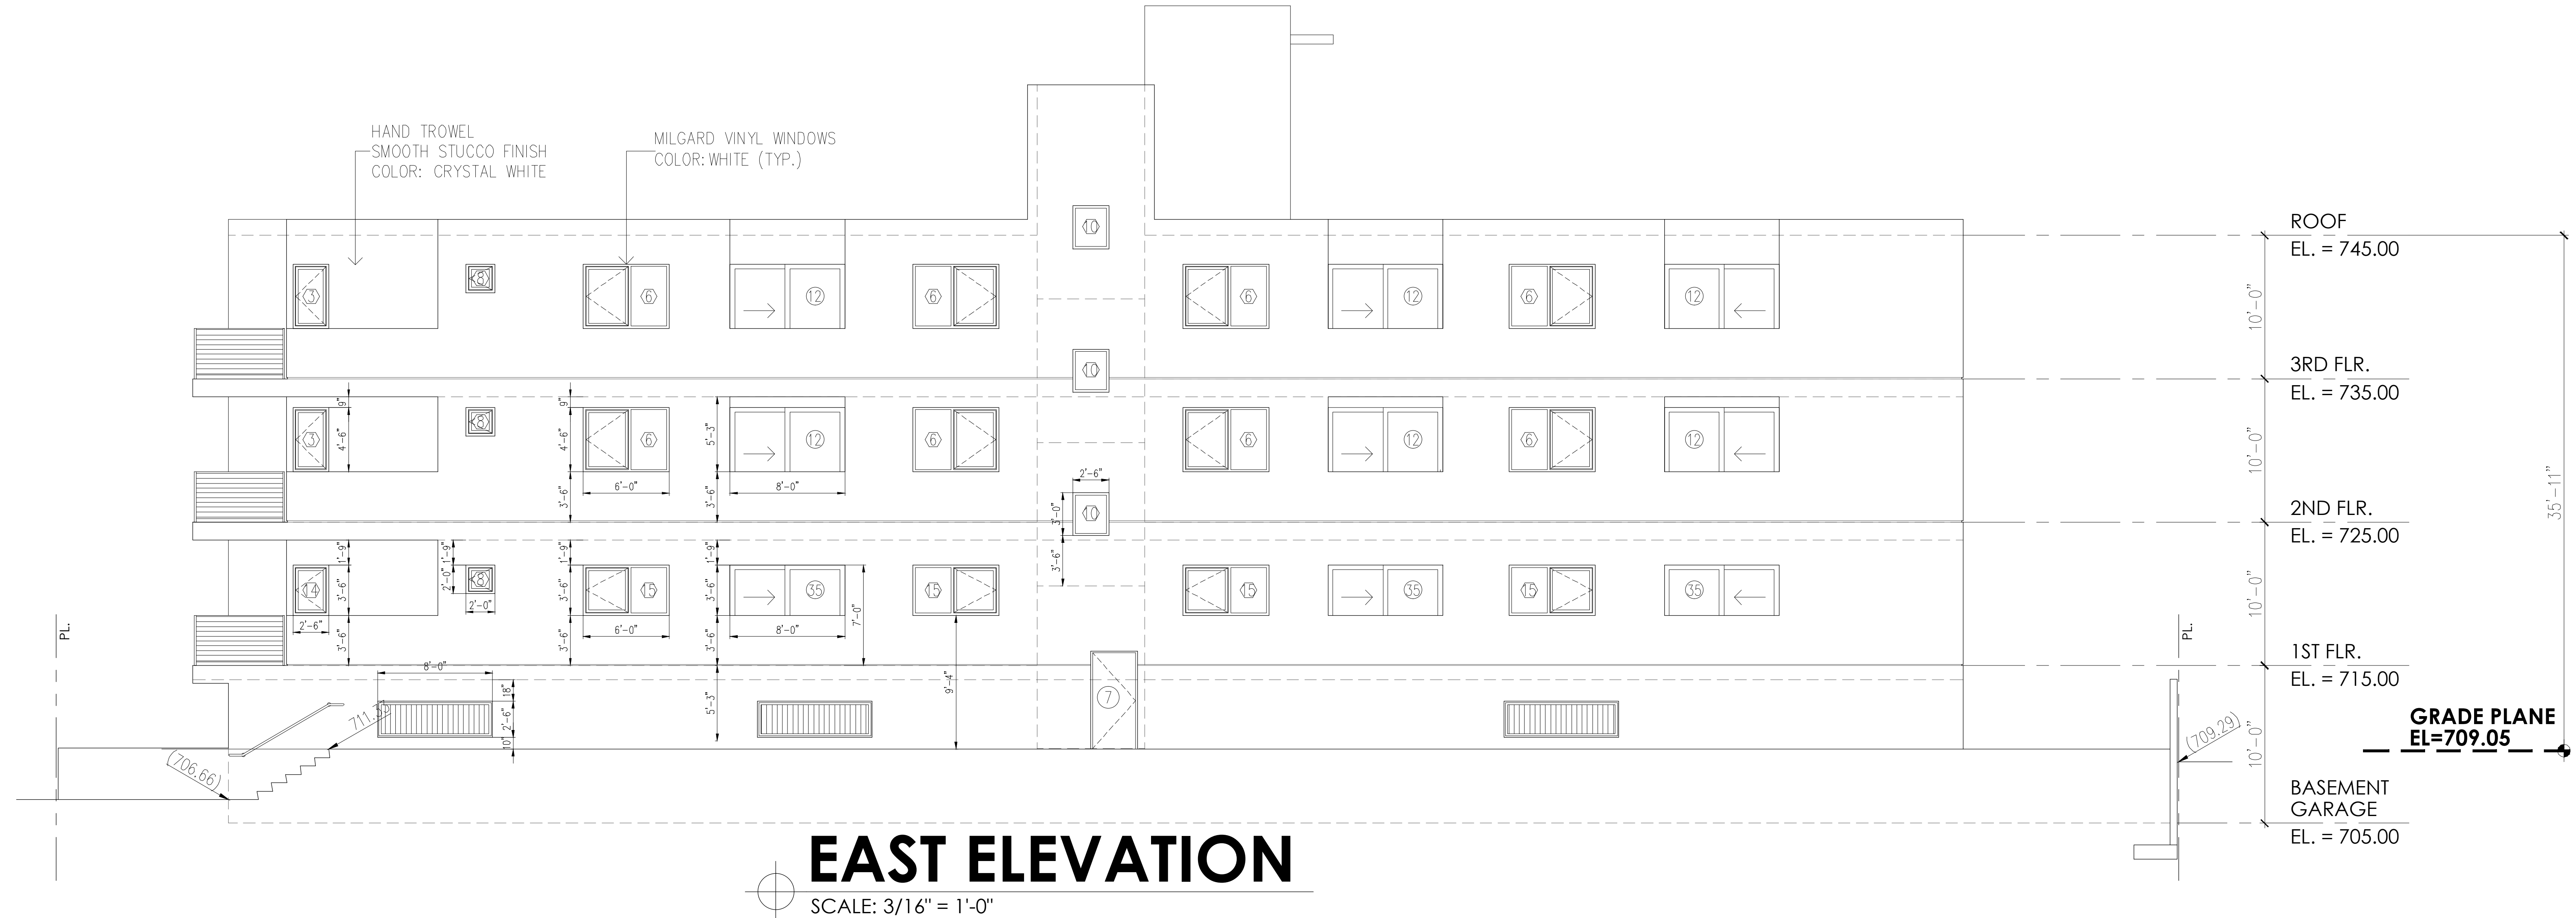 HAND TROWEL
SMOOTH STUCCO FINISH
COLOR: CRYSTAL WHITE
MILGARD VINYL WINDOWS
COLOR: WHITE (TYP.)
10
ROOF
EL. = 745.00
3 8 6 12 6 6 12 6 12
10'-0"
10
3RD FLR.
EL. = 735.00
9" 9"
3 4'-6" 8 4'-6" 6 5'-3" 12 6 6 12 6 12
10'-0"
3'-6" 6'-0" 3'-6" 8'-0" 2'-6"
35'-11"
3'-0" 10
2ND FLR.
EL. = 725.00
1'-9" 1'-9" 1'-9" 1'-9" 3'-6"
14 3'-6" 2'-0" 8 3'-6" 15 3'-6" 35 15 15 35 15 35
10'-0"
2'-6" 2'-0" 6'-0" 8'-0" 7'-0"
3'-6" 3'-6" 3'-6"
PL. PL.
1ST FLR.
EL. = 715.00
8'-0"
18" 5'-3" 9'-4" 7
2'-6"
10"
711.33
(706.66)
(709.29)
GRADE PLANE
EL=709.05
10'-0"
BASEMENT
GARAGE
EL. = 705.00
EAST ELEVATION
SCALE: 3/16" = 1'-0"